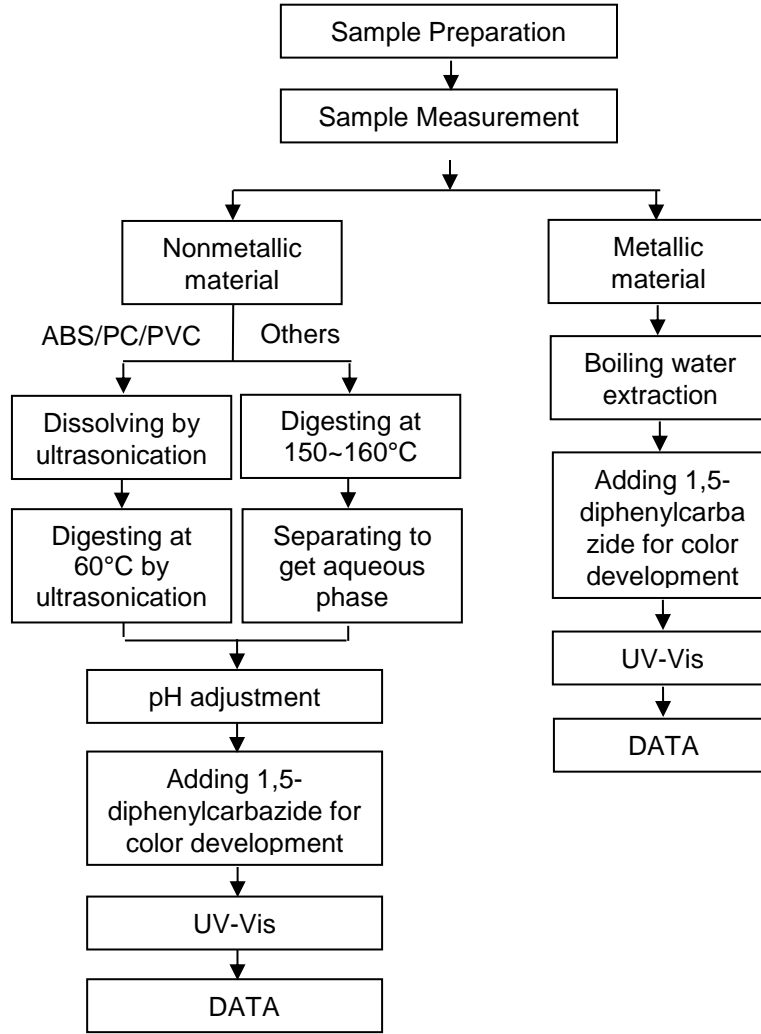 Sample Preparation
Sample Measurement
Nonmetallic
material
Metallic
material
ABS/PC/PVC
Others
Boiling water
extraction
Dissolving by
ultrasonication
Digesting at
150~160°C
Adding 1,5-
diphenylcarba
zide for color
development
Digesting at
60°C by
ultrasonication
Separating to
get aqueous
phase
UV-Vis
pH adjustment
DATA
Adding 1,5-
diphenylcarbazide for
color development
UV-Vis
DATA